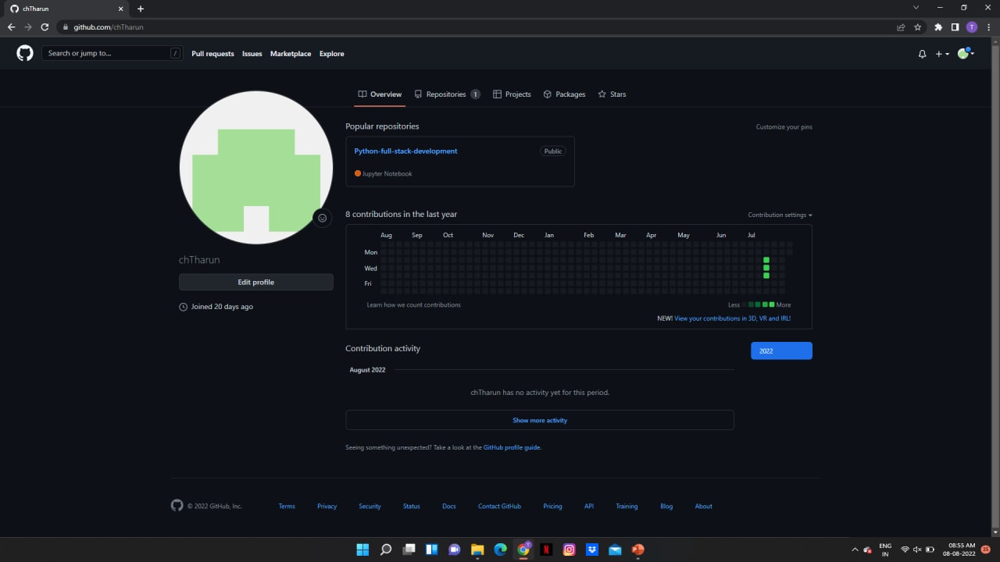 chTharun
github.com/chTharun
Search or jump to... / Pull requests Issues Marketplace Explore
Overview Repositories 1 Projects Packages Stars
Popular repositories Customize your pins
Python-full-stack-development Public
Jupyter Notebook
8 contributions in the last year Contribution settings
Aug Sep Oct Nov Dec Jan Feb Mar Apr May Jun Jul
Mon
Wed
Fri
Learn how we count contributions Less More
NEW! View your contributions in 3D, VR and IRL!
chTharun
Edit profile
Joined 20 days ago
Contribution activity 2022
August 2022
chTharun has no activity yet for this period.
Show more activity
Seeing something unexpected? Take a look at the GitHub profile guide.
© 2022 GitHub, Inc. Terms Privacy Security Status Docs Contact GitHub Pricing API Training Blog About
ENG 08:55 AM
IN 08-08-2022 35